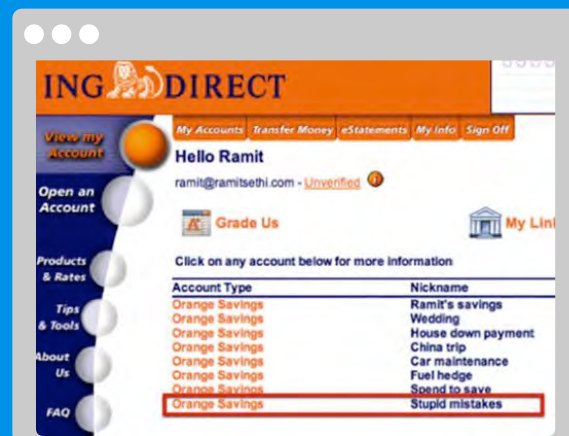 ING DIRECT
My Accounts Transfer Money eStatements My Info Sign Off
View my
Account
Hello Ramit
ramit@ramitsethi.com - Unverified
Open an
Account
Grade Us
My Lin
Products
& Rates
Click on any account below for more information
Account Type Nickname
Orange Savings Ramit's savings
Orange Savings Wedding
Orange Savings House down payment
Orange Savings China trip
Orange Savings Car maintenance
Orange Savings Fuel hedge
Orange Savings Spend to save
Orange Savings Stupid mistakes
Tips
& Tools
About
Us
FAQ